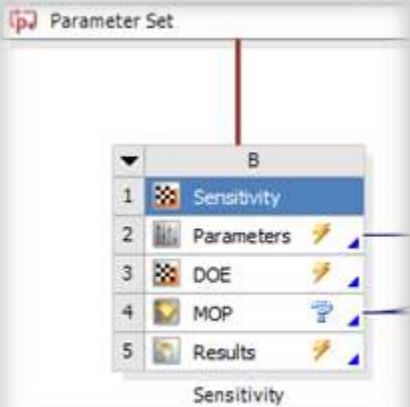 Parameter Set
B
1 Sensitivity
2 Parameters
3 DOE
4 MOP
5 Results
Sensitivity